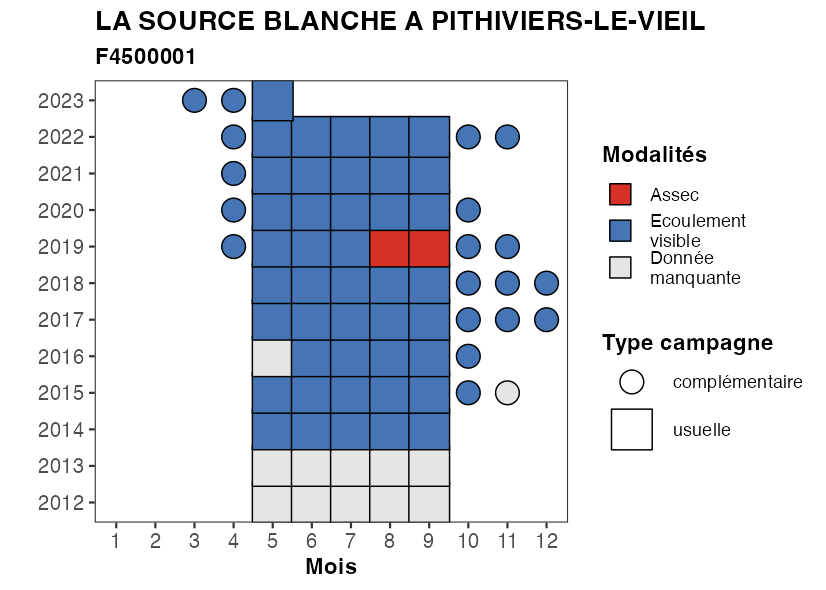 LA SOURCE BLANCHE A PITHIVIERS-LE-VIEIL
F4500001
2023
2022
2021
2020
2019
2018
2017
2016
2015
2014
2013
2012
1 2 3 4 5 6 7 8 9 10 11 12
Mois
Modalités
Assec
Ecoulement
visible
Donnée
manquante
Type campagne
complémentaire
usuelle